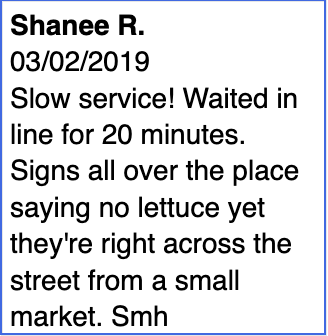 Shanee R.
03/02/2019
Slow service! Waited in
line for 20 minutes.
Signs all over the place
saying no lettuce yet
they're right across the
street from a small
market. Smh